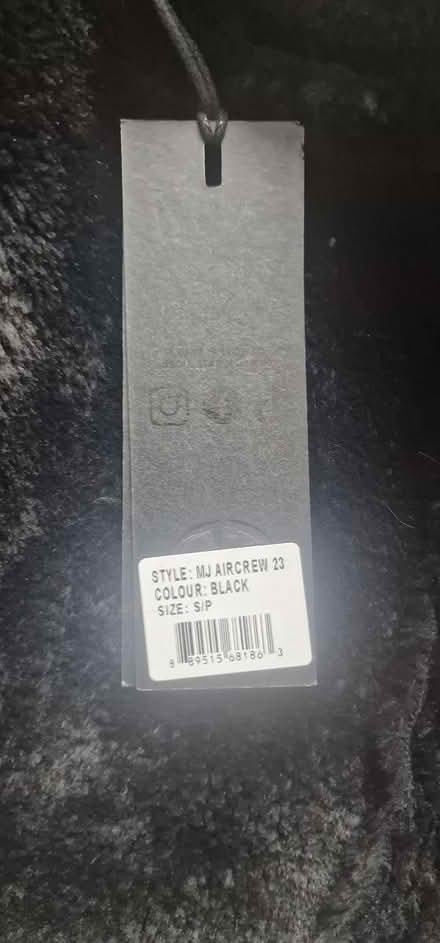 STYLE: MJ AIRCREW 23
COLOUR: BLACK
SIZE: S/P
8 89515 68186 3